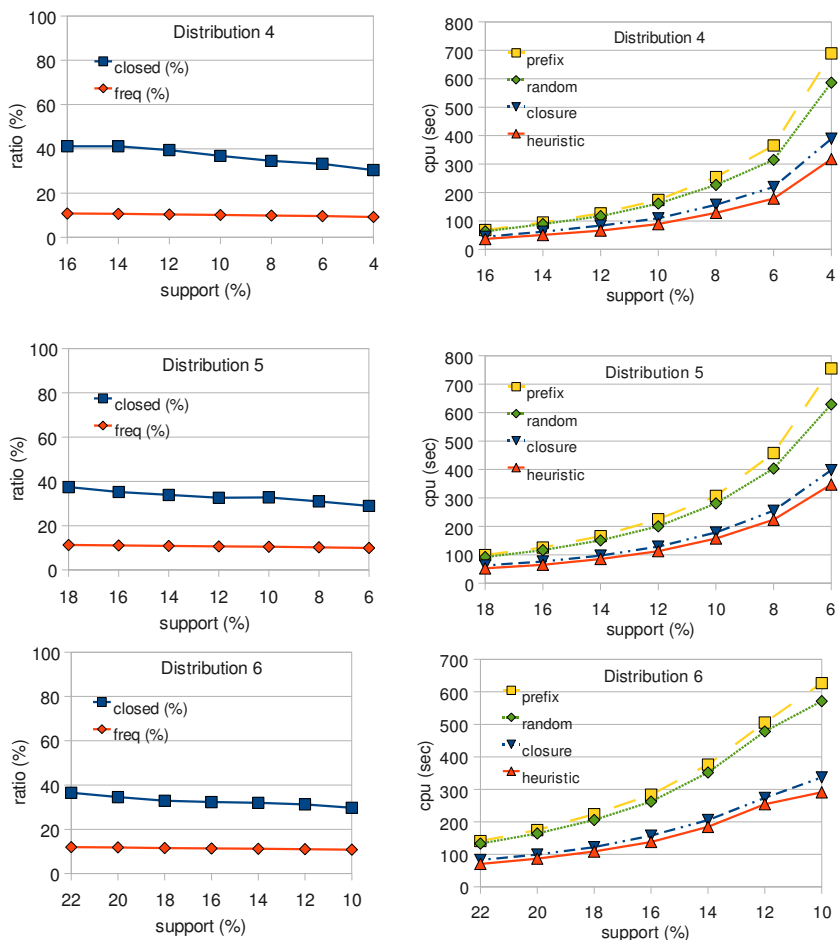 Distribution 4
closed (%)
freq (%)
ratio (%)
100
80
60
40
20
0
16 14 12 10 8 6 4
support (%)
Distribution 4
prefix
random
closure
heuristic
cpu (sec)
800
700
600
500
400
300
200
100
0
16 14 12 10 8 6 4
support (%)
Distribution 5
closed (%)
freq (%)
ratio (%)
100
80
60
40
20
0
18 16 14 12 10 8 6
support (%)
Distribution 5
prefix
random
closure
heuristic
cpu (sec)
800
700
600
500
400
300
200
100
0
18 16 14 12 10 8 6
support (%)
Distribution 6
closed (%)
freq (%)
ratio (%)
100
80
60
40
20
0
22 20 18 16 14 12 10
support (%)
Distribution 6
prefix
random
closure
heuristic
cpu (sec)
700
600
500
400
300
200
100
0
22 20 18 16 14 12 10
support (%)